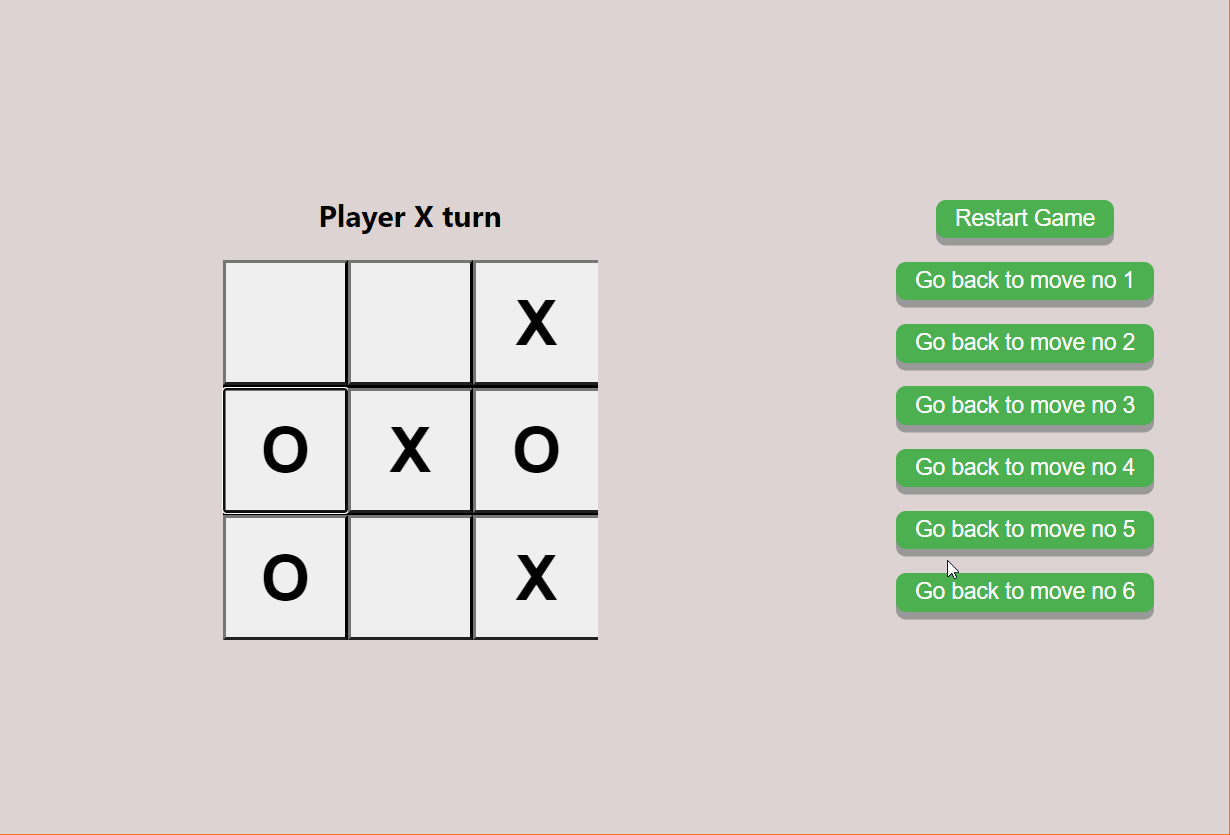 Player X turn
X
O X O
O X
Restart Game
Go back to move no 1
Go back to move no 2
Go back to move no 3
Go back to move no 4
Go back to move no 5
Go back to move no 6